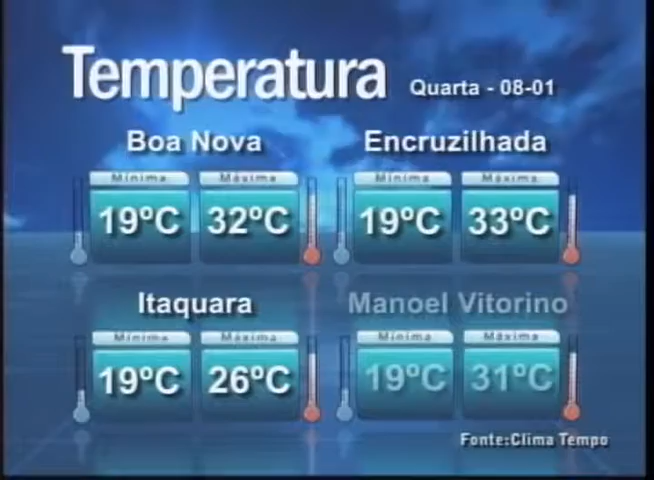 Temperatura
Quarta - 08-01
Boa Nova
Encruzilhada
Mínima Máxima Mínima Máxima
19ºC 32ºC 19ºC 33ºC
Itaquara
Manoel Vitorino
Mínima Máxima Mínima Máxima
19ºC 26ºC 19ºC 31ºC
Fonte:Clima Tempo